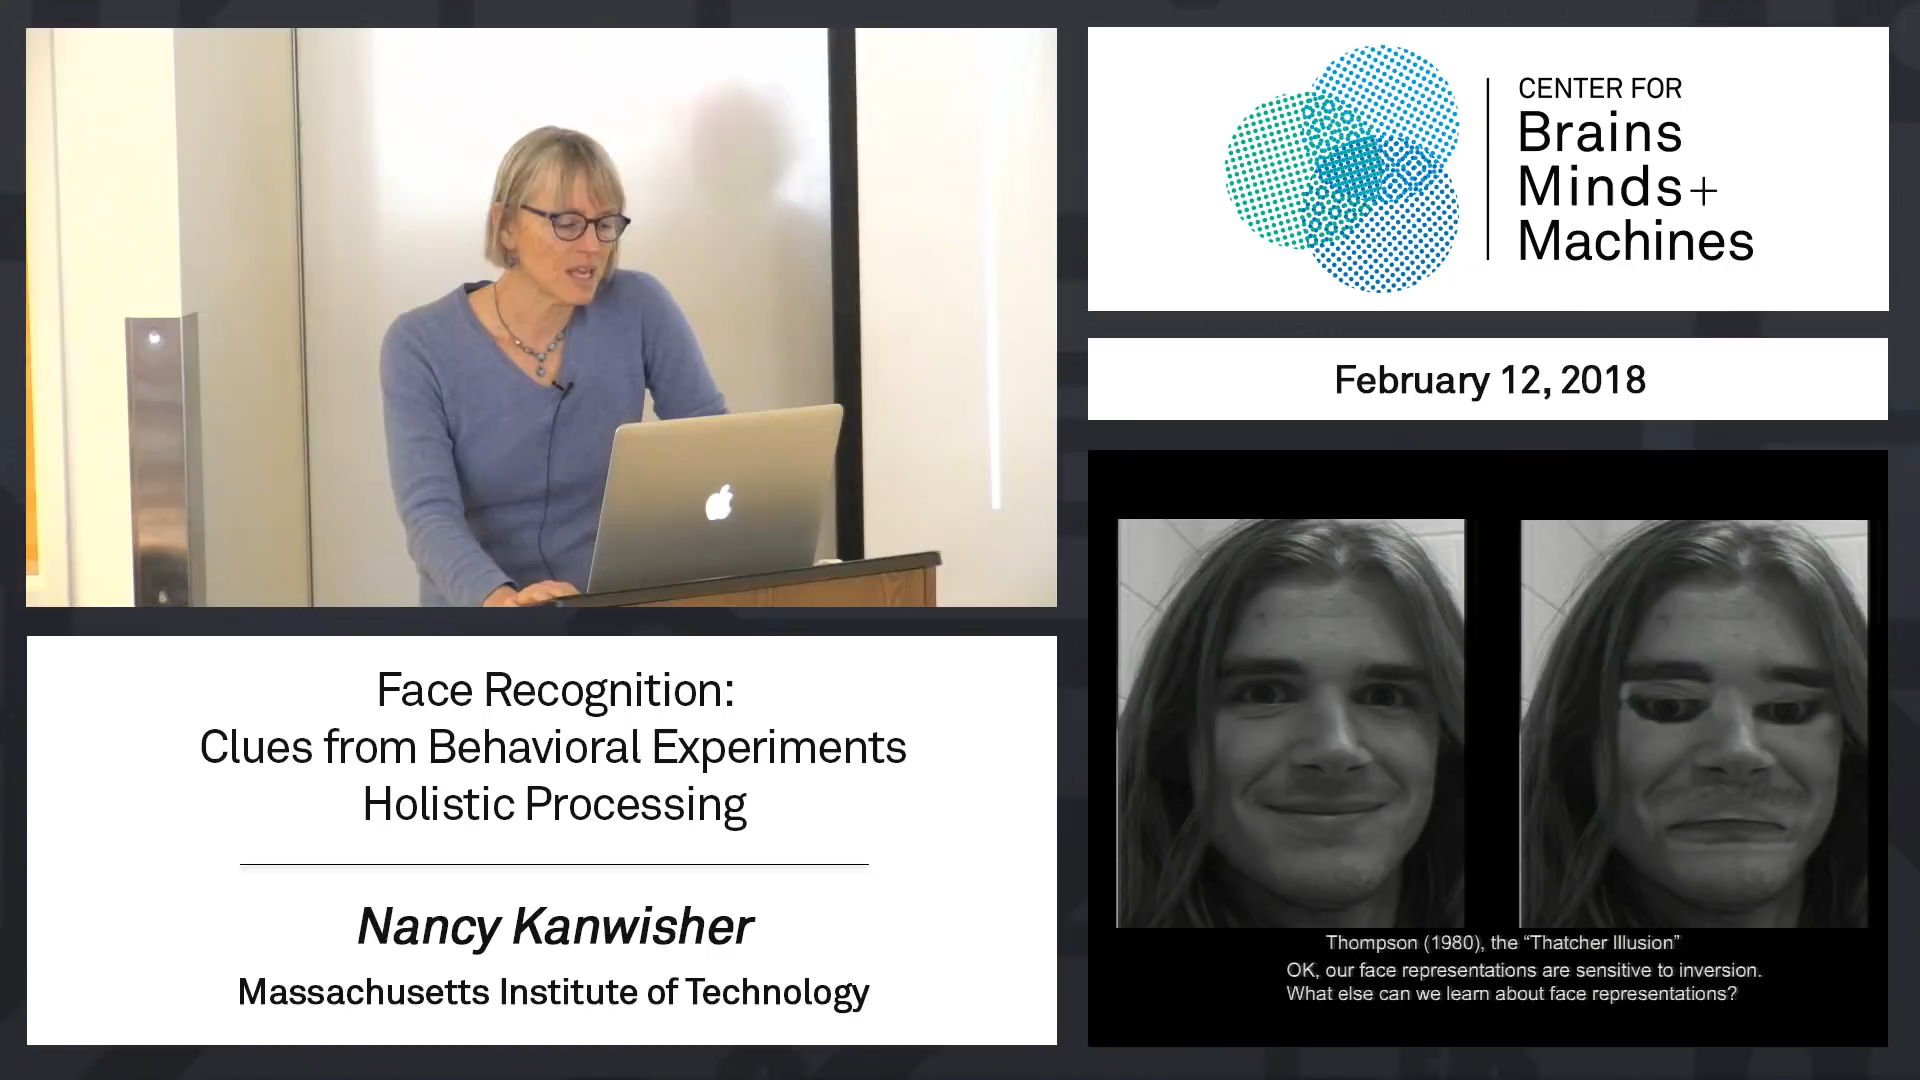 CENTER FOR
Brains
Minds+
Machines
February 12, 2018
Face Recognition:
Clues from Behavioral Experiments
Holistic Processing
Nancy Kanwisher
Massachusetts Institute of Technology
Thompson (1980), the “Thatcher Illusion”
OK, our face representations are sensitive to inversion.
What else can we learn about face representations?